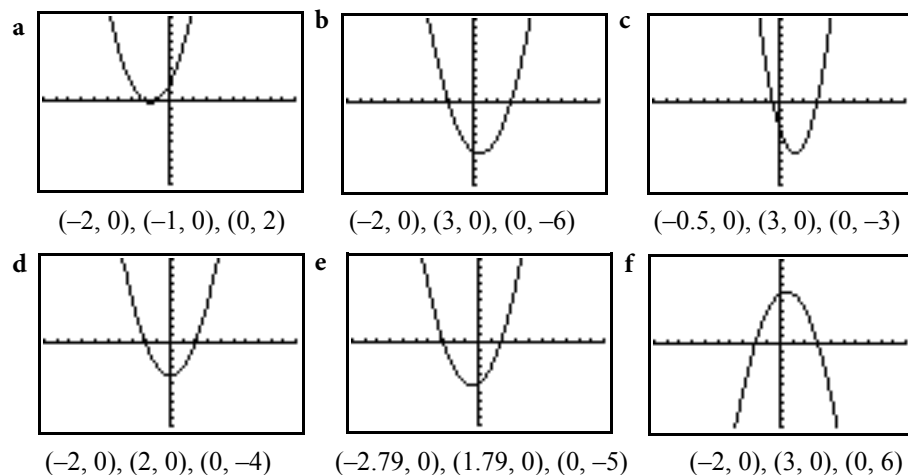 a b c
(–2, 0), (–1, 0), (0, 2) (–2, 0), (3, 0), (0, –6) (–0.5, 0), (3, 0), (0, –3)
d e f
(–2, 0), (2, 0), (0, –4) (–2.79, 0), (1.79, 0), (0, –5) (–2, 0), (3, 0), (0, 6)